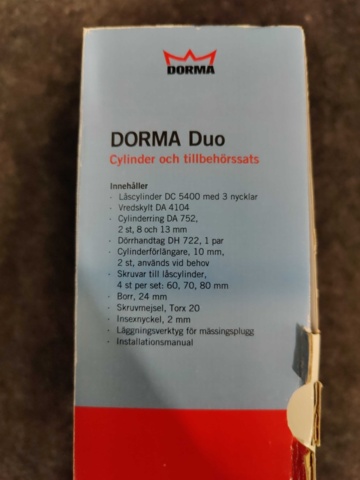 DORMA
DORMA Duo
Cylinder och tillbehörssats
Innehåller
· Låscylinder DC 5400 med 3 nycklar
· Vredskylt DA 4104
· Cylinderring DA 752,
2 st, 8 och 13 mm
· Dörrhandtag DH 722, 1 par
· Cylinderförlängare, 10 mm,
2 st, används vid behov
· Skruvar till låscylinder,
4 st per set: 60, 70, 80 mm
· Borr, 24 mm
· Skruvmejsel, Torx 20
· Insexnyckel, 2 mm
· Läggningsverktyg för mässingsplugg
· Installationsmanual